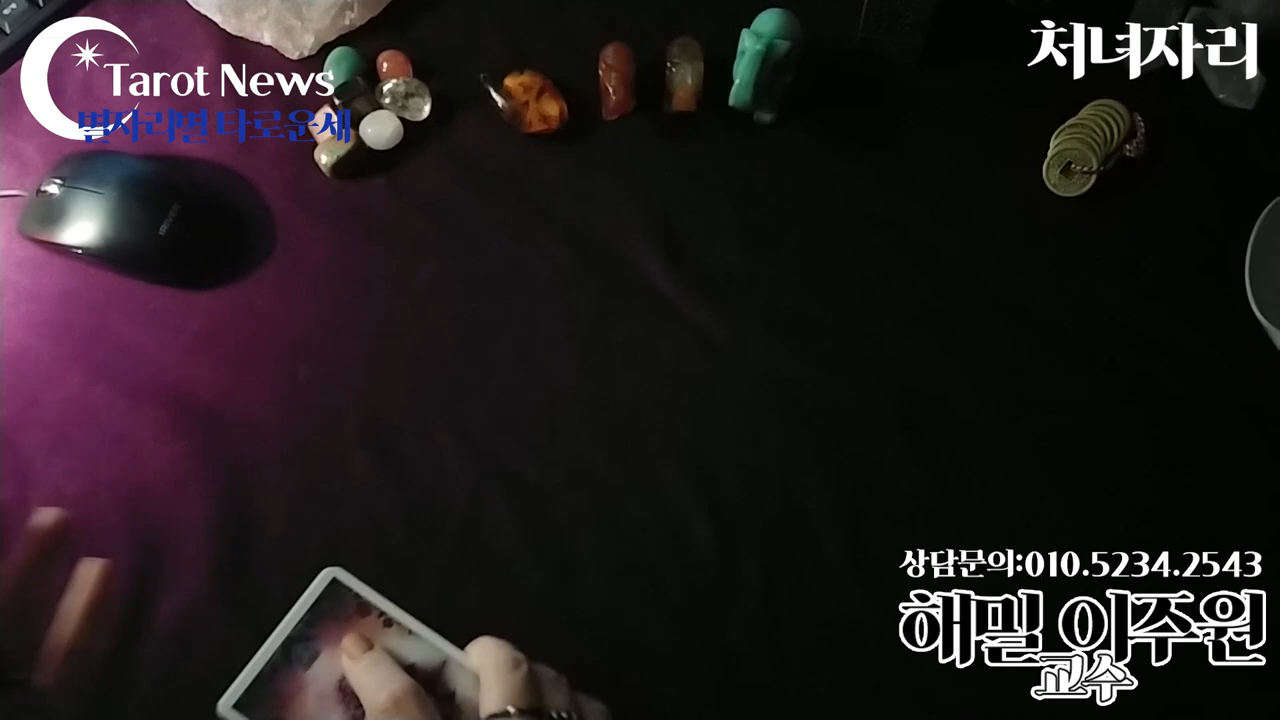 Tarot News
별자리별 타로운세
처녀자리
상담문의:010.5234.2543
해밀 이주원
교수